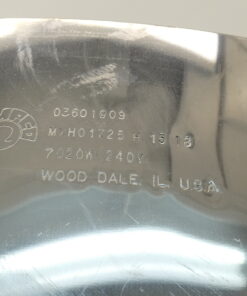 03601909
M/H01725 H 15 18
7020W 240V
WOOD DALE, IL, U.S.A.